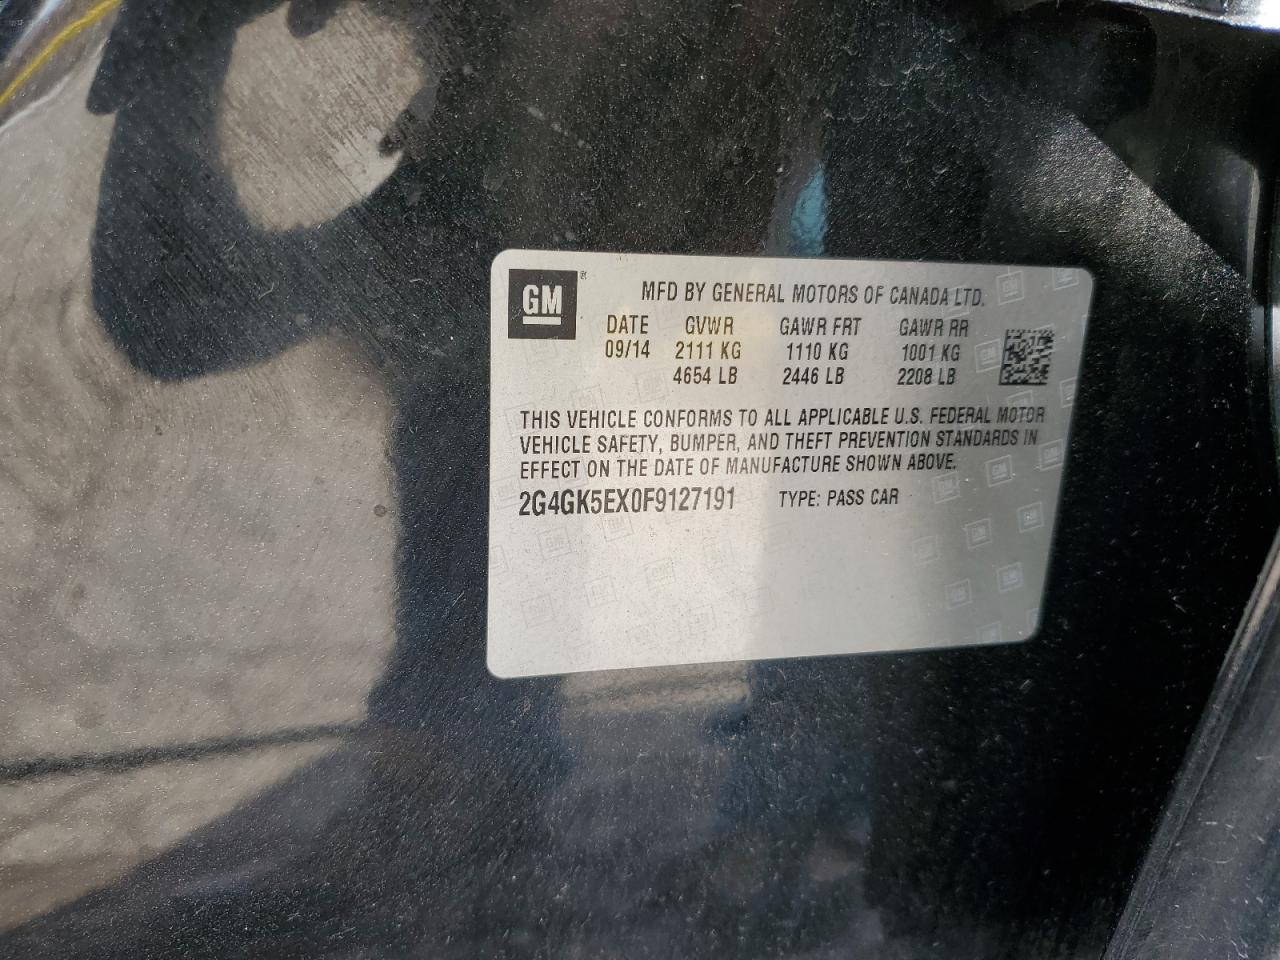 GM ®
MFD BY GENERAL MOTORS OF CANADA LTD.
DATE GVWR GAWR FRT GAWR RR
09/14 2111 KG 1110 KG 1001 KG
4654 LB 2446 LB 2208 LB
THIS VEHICLE CONFORMS TO ALL APPLICABLE U.S. FEDERAL MOTOR
VEHICLE SAFETY, BUMPER, AND THEFT PREVENTION STANDARDS IN
EFFECT ON THE DATE OF MANUFACTURE SHOWN ABOVE.
2G4GK5EX0F9127191 TYPE: PASS CAR